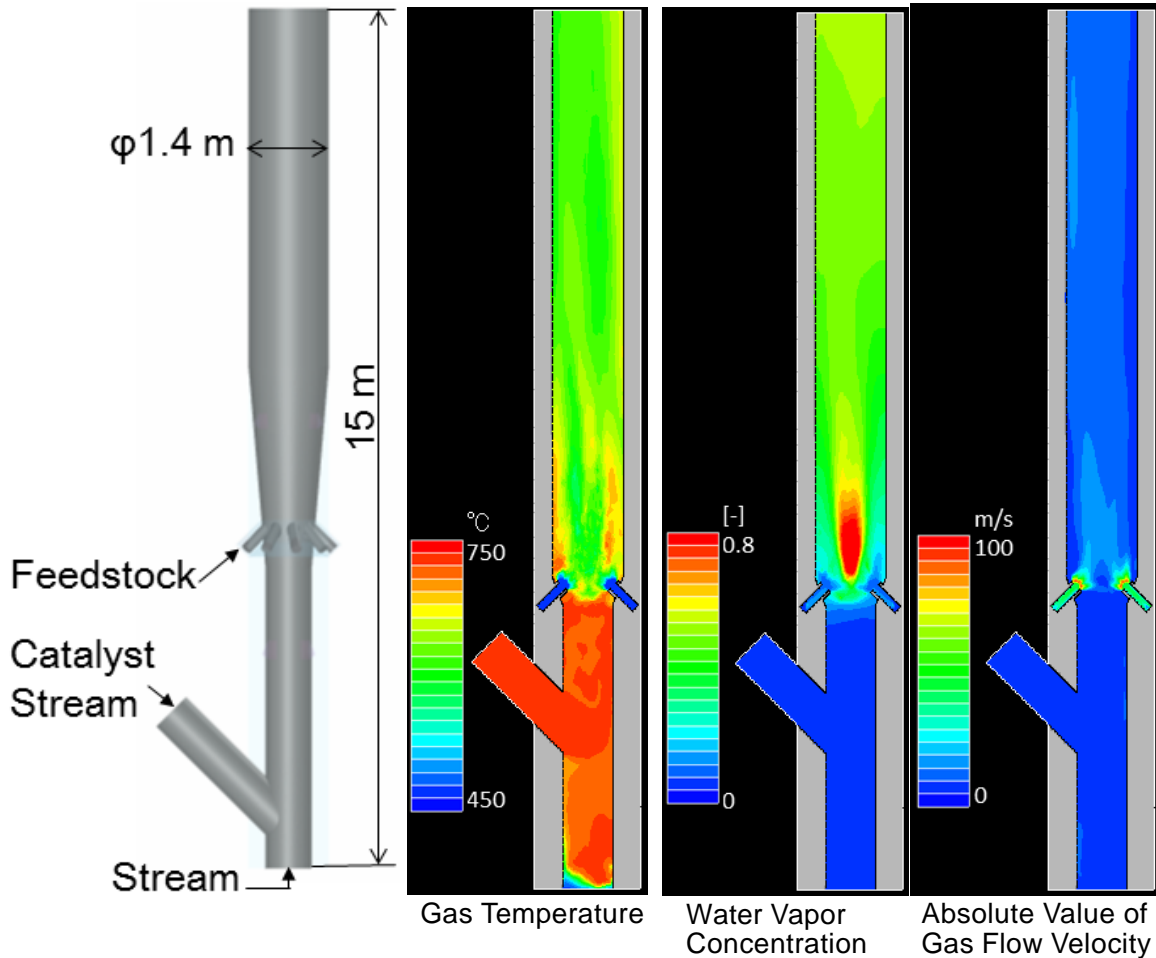 φ1.4 m
15 m
Feedstock
Catalyst
Stream
Stream
°C
750
450
Gas Temperature
[-]
0.8
0
Water Vapor
Concentration
m/s
100
0
Absolute Value of
Gas Flow Velocity